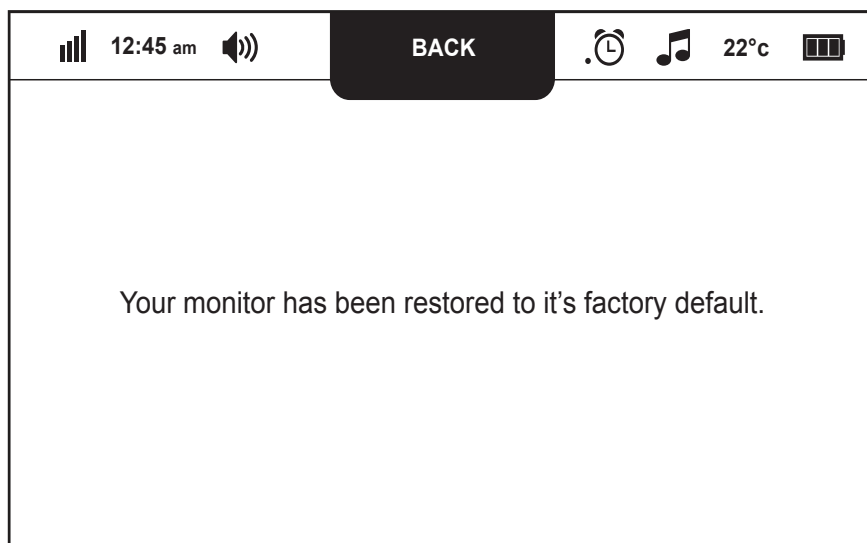 12:45 am BACK 22°c
Your monitor has been restored to it’s factory default.